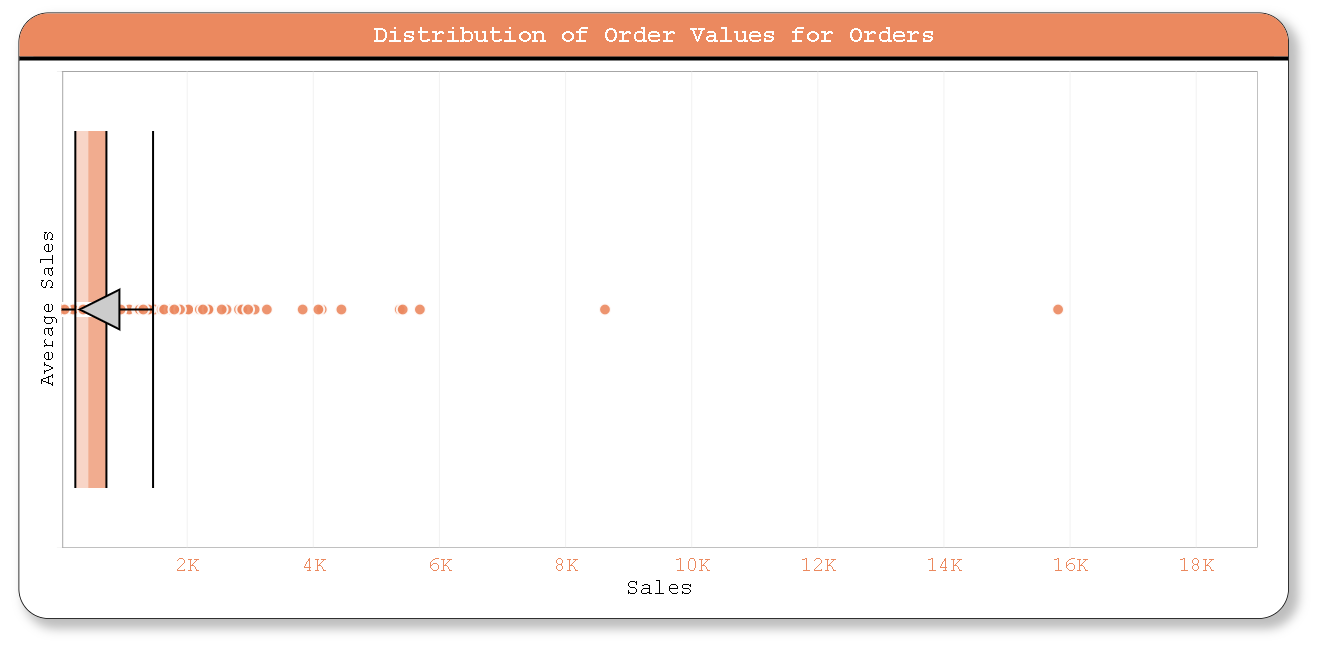 Distribution of Order Values for Orders
Average Sales
2K 4K 6K 8K 10K 12K 14K 16K 18K
Sales